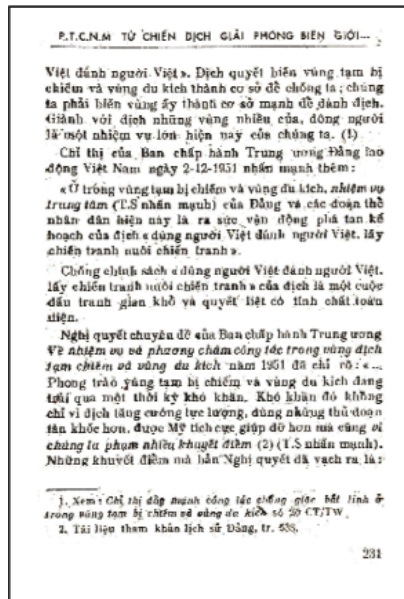 P.T.C.N.M TỪ CHIẾN DỊCH GIẢI PHÓNG BIÊN GIỚI...
Việt đánh người Việt». Dịch quyết biến vùng tạm bị
chiếm và vùng du kích thành cơ sở để chống ta; chúng
ta phải biến vùng ấy thành cơ sở mạnh để đánh địch.
Giành với địch những vùng nhiều của, đông người
là một nhiệm vụ lớn hiện nay của chúng ta. (1)
Chỉ thị của Ban chấp hành Trung ương Đảng lao
động Việt Nam ngày 2-12-1951 nhấn mạnh thêm:
«Ở trong vùng tạm bị chiếm và vùng du kích, nhiệm vụ
trung tâm (T.S nhấn mạnh) của Đảng và các đoàn thể
nhân dân hiện này là ra sức vận động phá tan kế
hoạch của địch «dùng người Việt đánh người Việt, lấy
chiến tranh nuôi chiến tranh».
Chống chính sách «dùng người Việt đánh người Việt,
lấy chiến tranh nuôi chiến tranh» của địch là một cuộc
đấu tranh gian khổ và quyết liệt có tính chất toàn
diện.
Nghị quyết chuyên đề của Ban chấp hành Trung ương
Về nhiệm vụ và phương châm công tác trong vùng địch
tạm chiếm và vùng du kích năm 1951 đã chỉ rõ: «...
Phong trào vùng tạm bị chiếm và vùng du kích đang
trải qua một thời kỳ khó khăn. Khó khăn đó không
chỉ vì địch tăng cường lực lượng, dùng những thủ đoạn
tàn khốc hơn, được Mỹ tích cực giúp đỡ hơn mà cũng vì
chúng ta phạm nhiều khuyết điểm (2) (T.S nhấn mạnh).
Những khuyết điểm mà bản Nghị quyết đã vạch ra là:
1. Xem: Chỉ thị đẩy mạnh công tác chống giặc bắt lính ở
trong vùng tạm bị chiếm và vùng du kích số 20 CT/TW.
2. Tài liệu tham khảo lịch sử Đảng, tr. 538.
231